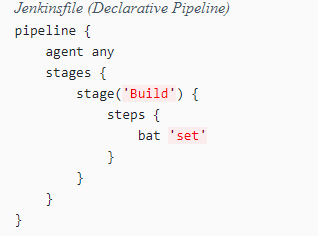 Jenkinsfile (Declarative Pipeline)
pipeline {
    agent any
    stages {
        stage('Build') {
            steps {
                bat 'set'
            }
        }
    }
}